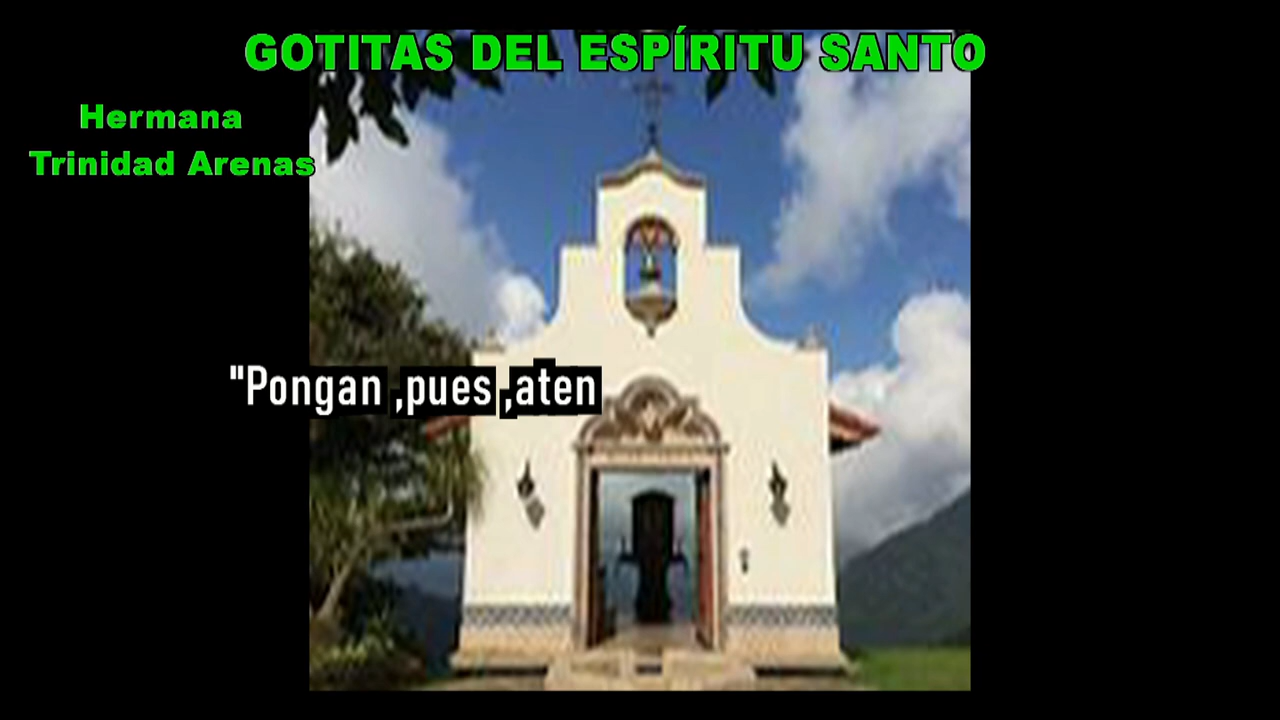 GOTITAS DEL ESPÍRITU SANTO
Hermana
Trinidad Arenas
"Pongan ,pues ,aten